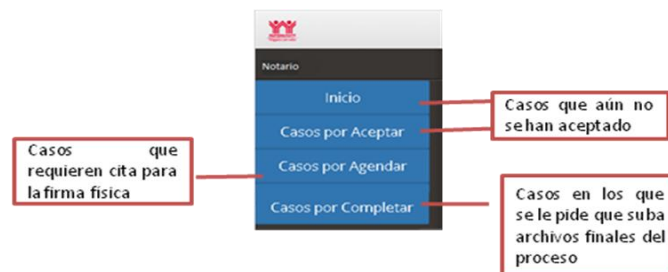 Notario
Inicio
Casos por Aceptar
Casos por Agendar
Casos por Completar
Casos que
requieren cita para
la firma física
Casos que aún no
se han aceptado
Casos en los que
se le pide que suba
archivos finales del
proceso